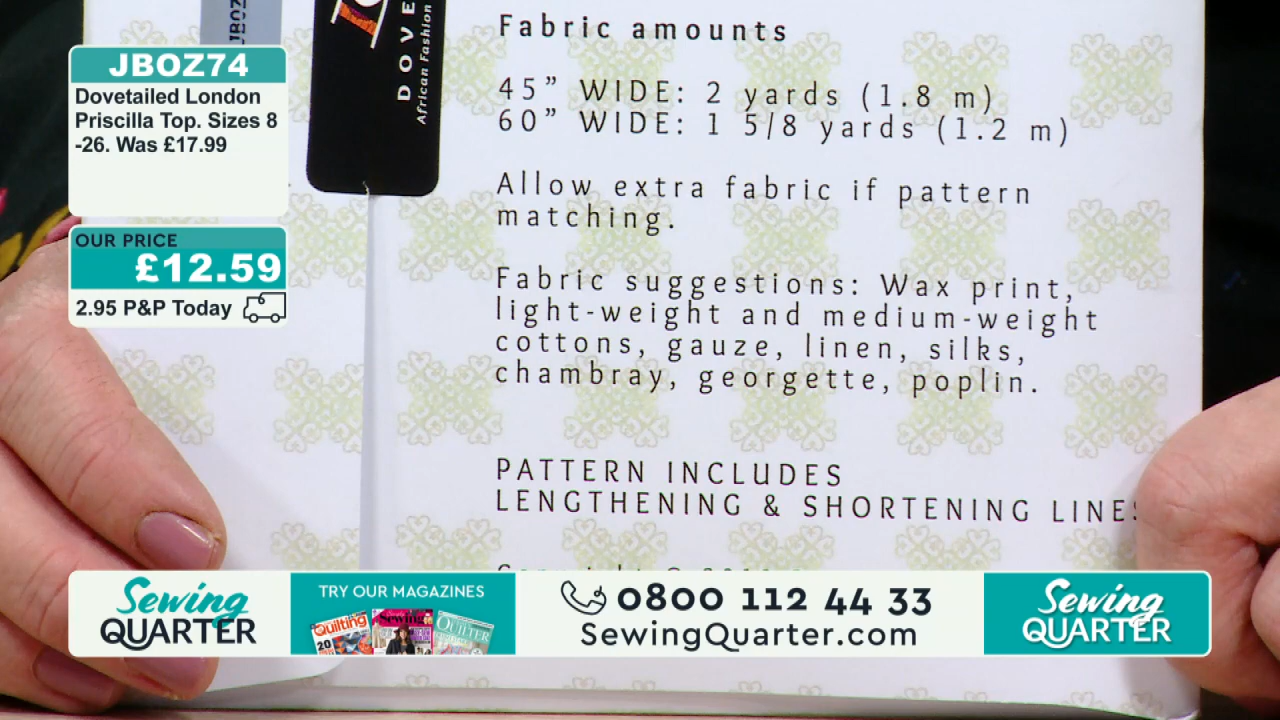 JBOZ74
Dovetailed London
Priscilla Top. Sizes 8
-26. Was £17.99
OUR PRICE
£12.59
2.95 P&P Today
DOVE
African Fashion
Fabric amounts
45” WIDE: 2 yards (1.8 m)
60” WIDE: 1 5/8 yards (1.2 m)
Allow extra fabric if pattern
matching.
Fabric suggestions: Wax print,
light-weight and medium-weight
cottons, gauze, linen, silks,
chambray, georgette, poplin.
PATTERN INCLUDES
LENGTHENING & SHORTENING LINES
Sewing
QUARTER
TRY OUR MAGAZINES
Quilting
20
Sewing
QUILTER
0800 112 44 33
SewingQuarter.com
Sewing
QUARTER